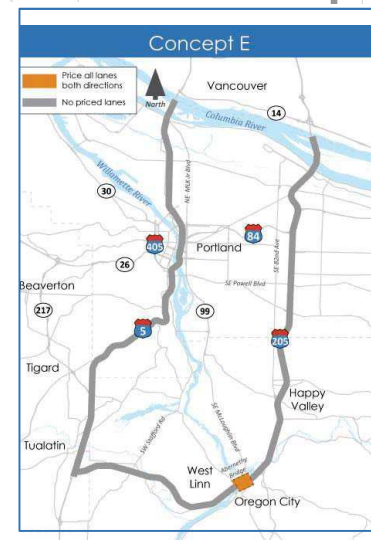 Concept E
Price all lanes
both directions
No priced lanes
North
Vancouver
14
Columbia River
Willamette River
NE MLK Jr Blvd
30
405
Portland
84
SE 82nd Ave
26
SE Powell Blvd
Beaverton
217
99
5
205
Tigard
Happy
Valley
SE McLoughlin Blvd
SW Stafford Rd
Tualatin
West
Linn
Abernethy
Bridge
Oregon City